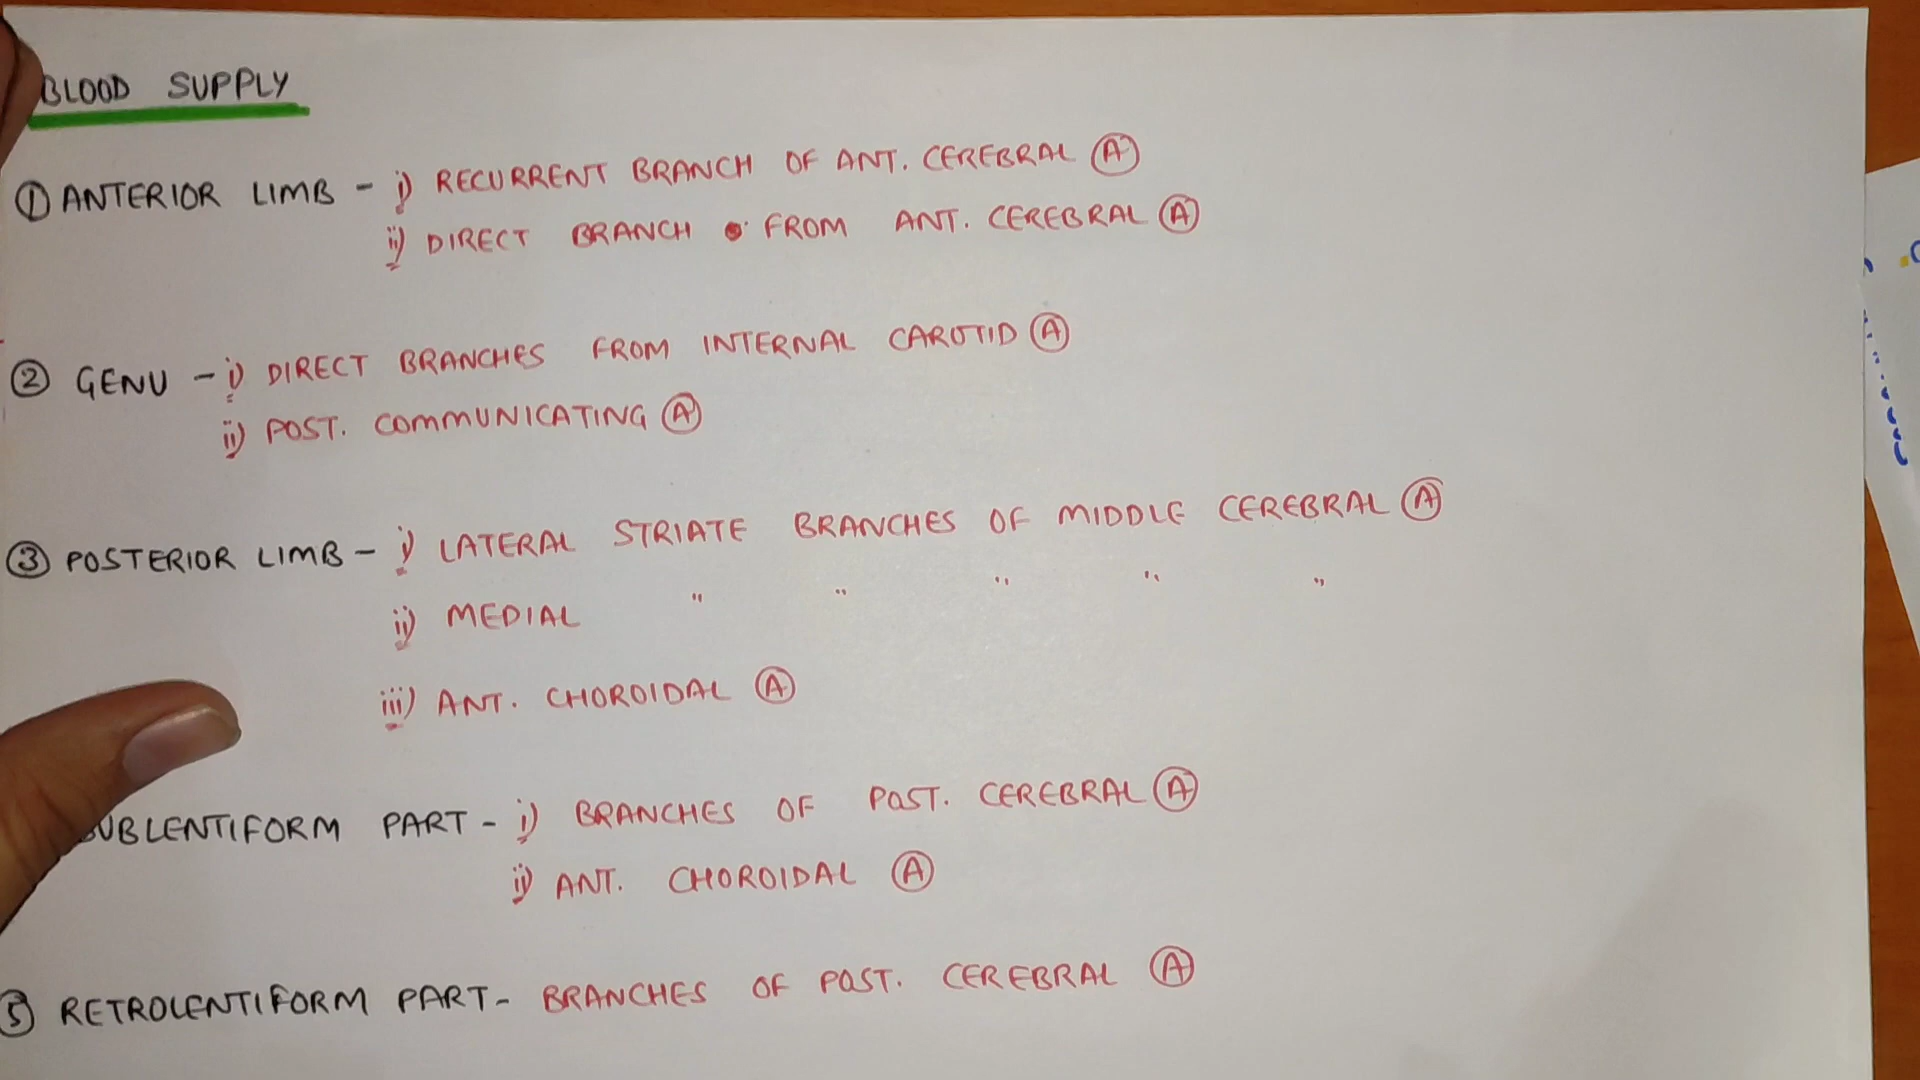 BLOOD SUPPLY
① ANTERIOR LIMB - i) RECURRENT BRANCH OF ANT. CEREBRAL Ⓐ
ii) DIRECT BRANCH FROM ANT. CEREBRAL Ⓐ
② GENU - i) DIRECT BRANCHES FROM INTERNAL CAROTID Ⓐ
ii) POST. COMMUNICATING Ⓐ
③ POSTERIOR LIMB - i) LATERAL STRIATE BRANCHES OF MIDDLE CEREBRAL Ⓐ
ii) MEDIAL " " " " "
iii) ANT. CHOROIDAL Ⓐ
SUBLENTIFORM PART - i) BRANCHES OF POST. CEREBRAL Ⓐ
ii) ANT. CHOROIDAL Ⓐ
⑤ RETROLENTIFORM PART - BRANCHES OF POST. CEREBRAL Ⓐ